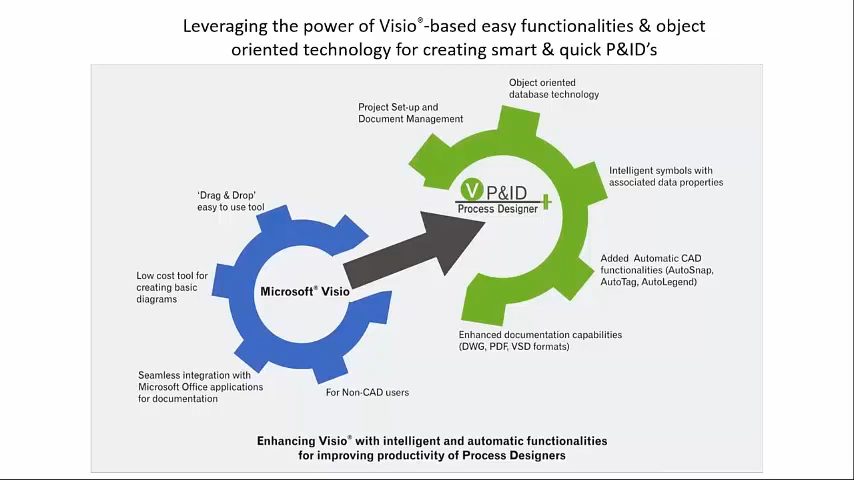 Leveraging the power of Visio®-based easy functionalities & object
oriented technology for creating smart & quick P&ID's
Object oriented
database technology
Project Set-up and
Document Management
Intelligent symbols with
associated data properties
V P&ID
Process Designer +
'Drag & Drop'
easy to use tool
Added  Automatic CAD
functionalities (AutoSnap,
AutoTag, AutoLegend)
Low cost tool for
creating basic
diagrams
Microsoft® Visio
Enhanced documentation capabilities
(DWG, PDF, VSD formats)
Seamless integration with
Microsoft Office applications
for documentation
For Non-CAD users
Enhancing Visio® with intelligent and automatic functionalities
for improving productivity of Process Designers